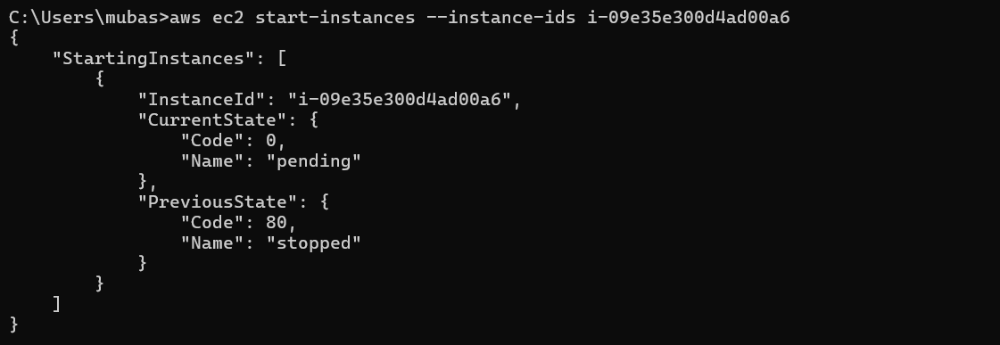 C:\Users\mubas>aws ec2 start-instances --instance-ids i-09e35e300d4ad00a6
{
    "StartingInstances": [
        {
            "InstanceId": "i-09e35e300d4ad00a6",
            "CurrentState": {
                "Code": 0,
                "Name": "pending"
            },
            "PreviousState": {
                "Code": 80,
                "Name": "stopped"
            }
        }
    ]
}